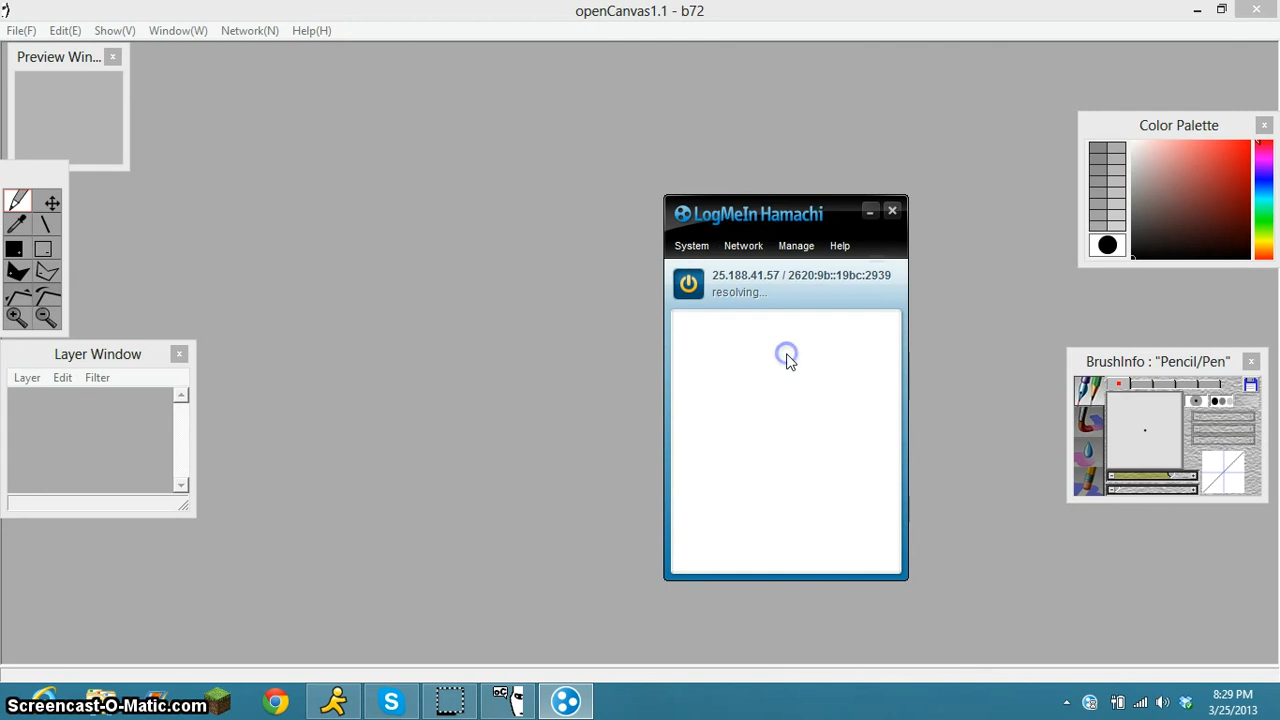 openCanvas1.1 - b72
File(F) Edit(E) Show(V) Window(W) Network(N) Help(H)
Preview Win...
Color Palette
LogMeIn Hamachi
System Network Manage Help
25.188.41.57 / 2620:9b::19bc:2939
resolving...
Layer Window
Layer Edit Filter
BrushInfo : "Pencil/Pen"
oC
Screencast-O-Matic.com
8:29 PM
3/25/2013